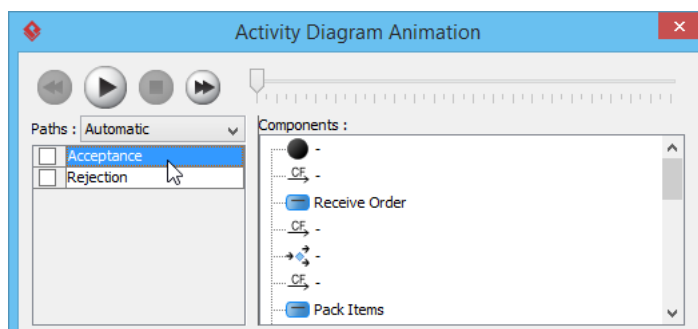 Activity Diagram Animation
Paths : Automatic
Acceptance
Rejection
Components :
-
CF -
Receive Order
CF -
-
CF -
Pack Items